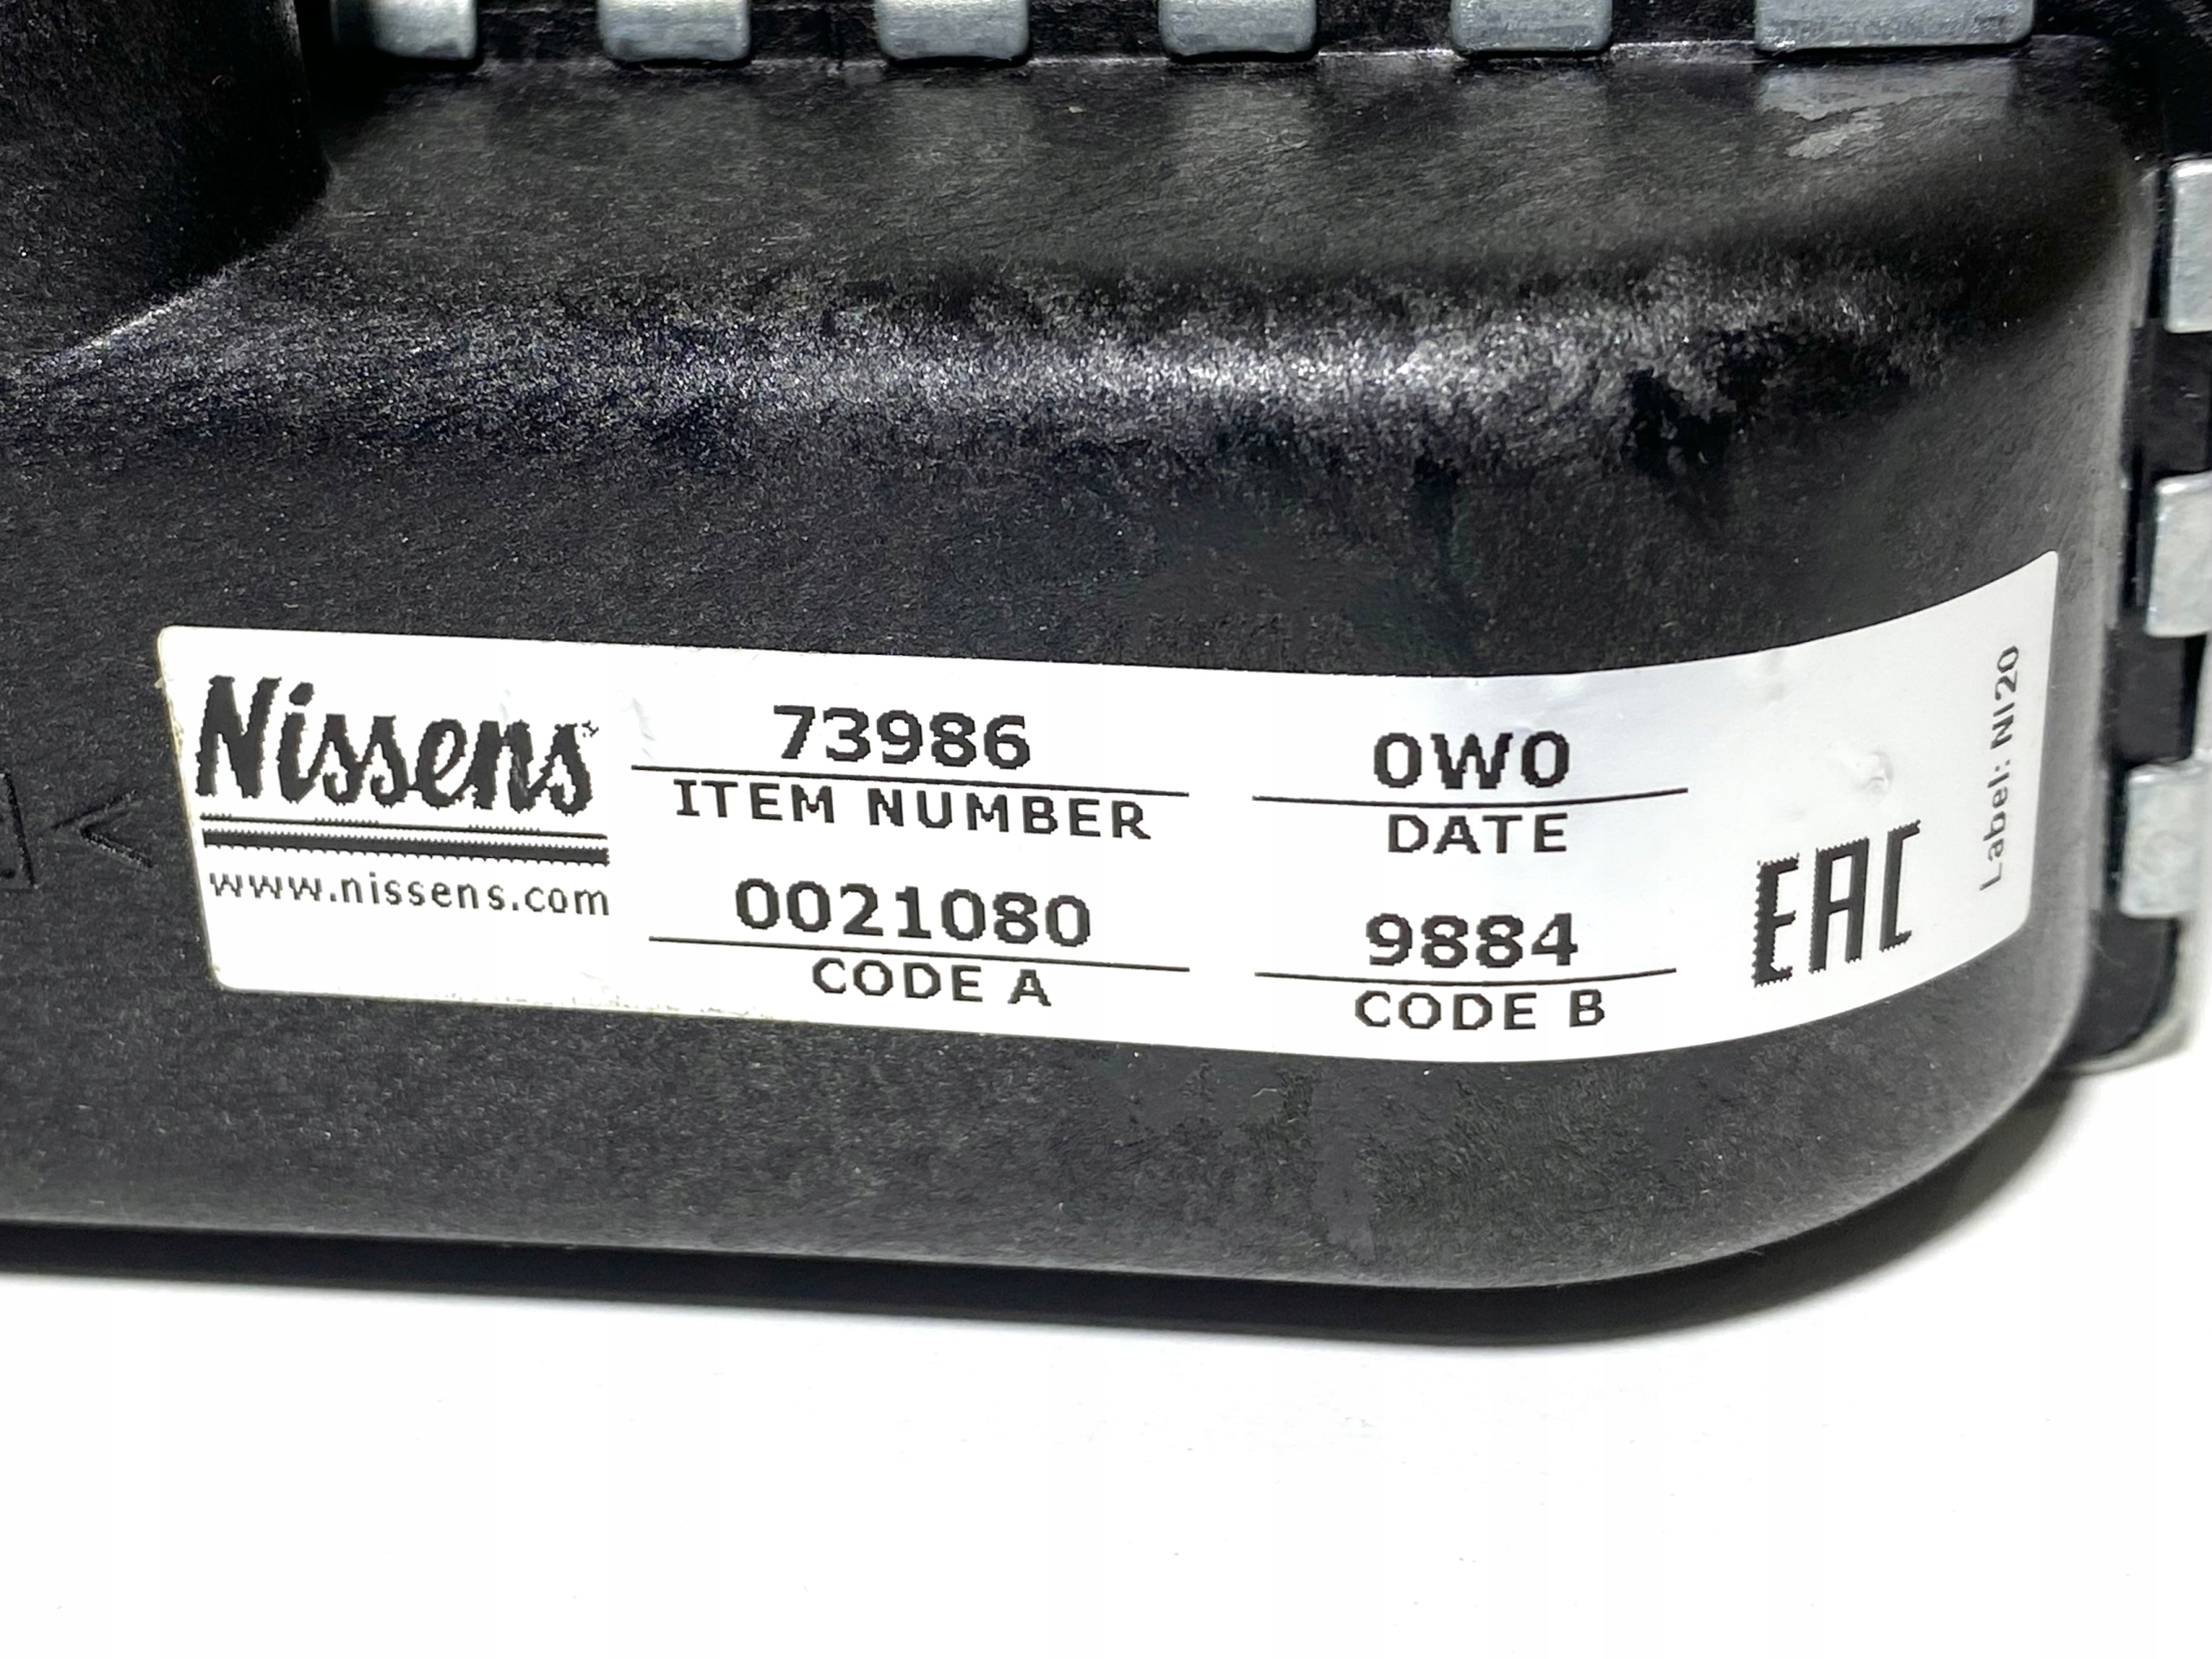 Nissens
www.nissens.com
73986
ITEM NUMBER
0W0
DATE
0021080
CODE A
9884
CODE B
EAC
Label: NI20